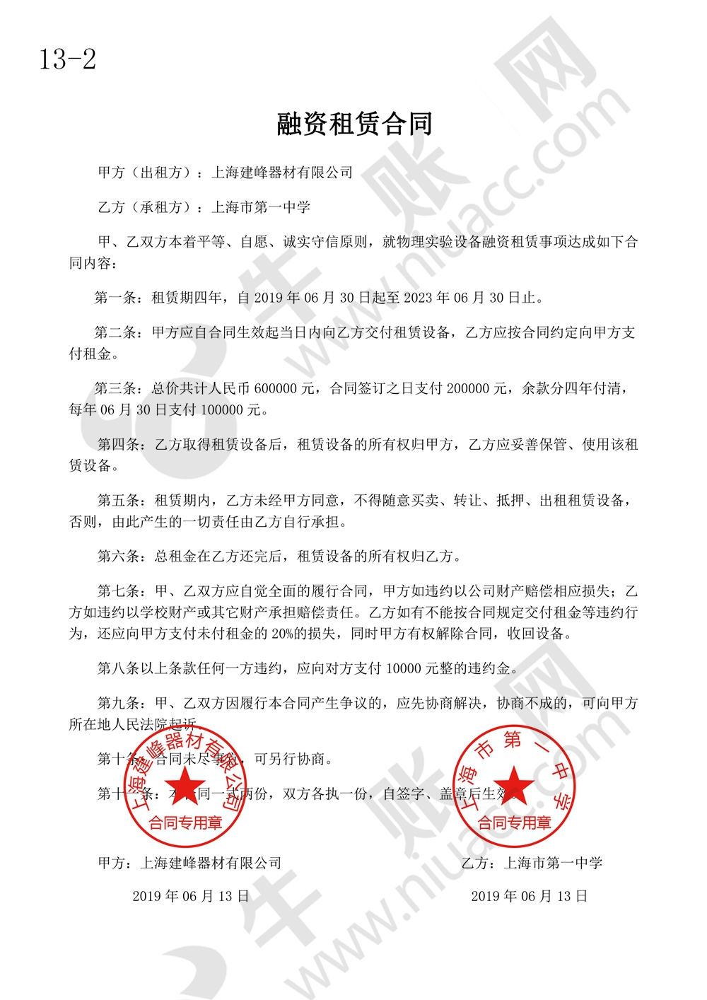 13-2
融资租赁合同
甲方（出租方）：上海建峰器材有限公司
乙方（承租方）：上海市第一中学
甲、乙双方本着平等、自愿、诚实守信原则，就物理实验设备融资租赁事项达成如下合
同内容：
第一条：租赁期四年，自 2019 年 06 月 30 日起至 2023 年 06 月 30 日止。
第二条：甲方应自合同生效起当日内向乙方交付租赁设备，乙方应按合同约定向甲方支
付租金。
第三条：总价共计人民币 600000 元，合同签订之日支付 200000 元，余款分四年付清，
每年 06 月 30 日支付 100000 元。
第四条：乙方取得租赁设备后，租赁设备的所有权归甲方，乙方应妥善保管、使用该租
赁设备。
第五条：租赁期内，乙方未经甲方同意，不得随意买卖、转让、抵押、出租租赁设备，
否则，由此产生的一切责任由乙方自行承担。
第六条：总租金在乙方还完后，租赁设备的所有权归乙方。
第七条：甲、乙双方应自觉全面的履行合同，甲方如违约以公司财产赔偿相应损失；乙
方如违约以学校财产或其它财产承担赔偿责任。乙方如有不能按合同规定交付租金等违约行
为，还应向甲方支付未付租金的 20%的损失，同时甲方有权解除合同，收回设备。
第八条以上条款任何一方违约，应向对方支付 10000 元整的违约金。
第九条：甲、乙双方因履行本合同产生争议的，应先协商解决，协商不成的，可向甲方
所在地人民法院起诉。
第十条：合同未尽事宜，可另行协商。
第十一条：本合同一式两份，双方各执一份，自签字、盖章后生效。
上海建峰器材有限公司
合同专用章
上海市第一中学
合同专用章
甲方：上海建峰器材有限公司
乙方：上海市第一中学
2019 年 06 月 13 日
2019 年 06 月 13 日
牛账网
www.niuacc.com
牛账网
www.niuacc.com